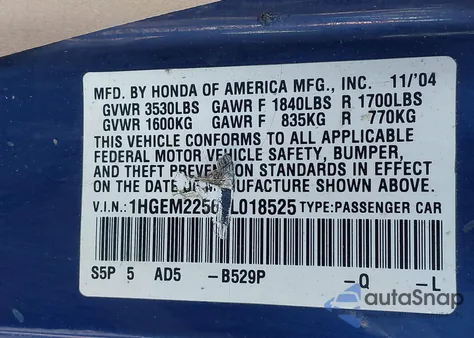 MFD. BY HONDA OF AMERICA MFG., INC. 11/'04
GVWR 3530LBS GAWR F 1840LBS R 1700LBS
GVWR 1600KG GAWR F 835KG R 770KG
THIS VEHICLE CONFORMS TO ALL APPLICABLE
FEDERAL MOTOR VEHICLE SAFETY, BUMPER,
AND THEFT PREVENTION STANDARDS IN EFFECT
ON THE DATE OF MANUFACTURE SHOWN ABOVE.
V.I.N.: TYPE:PASSENGER CAR
S5P 5 AD5 -B529P -Q -L
autoSnap